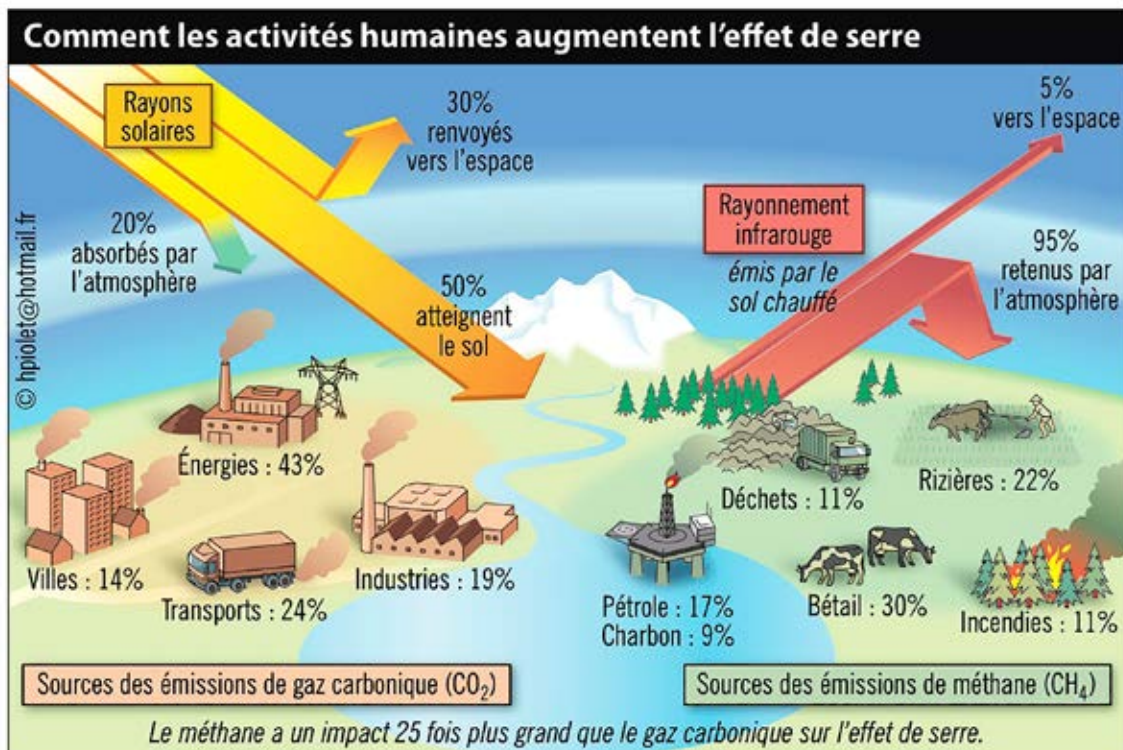 Comment les activités humaines augmentent l'effet de serre
Rayons
solaires
30%
renvoyés
vers l'espace
5%
vers l'espace
20%
absorbés par
l'atmosphère
50%
atteignent
le sol
Rayonnement
infrarouge
émis par le
sol chauffé
95%
retenus par
l'atmosphère
© hpiolet@hotmail.fr
Énergies : 43%
Villes : 14%
Transports : 24%
Industries : 19%
Déchets : 11%
Rizières : 22%
Pétrole : 17%
Charbon : 9%
Bétail : 30%
Incendies : 11%
Sources des émissions de gaz carbonique (CO₂)
Sources des émissions de méthane (CH₄)
Le méthane a un impact 25 fois plus grand que le gaz carbonique sur l'effet de serre.